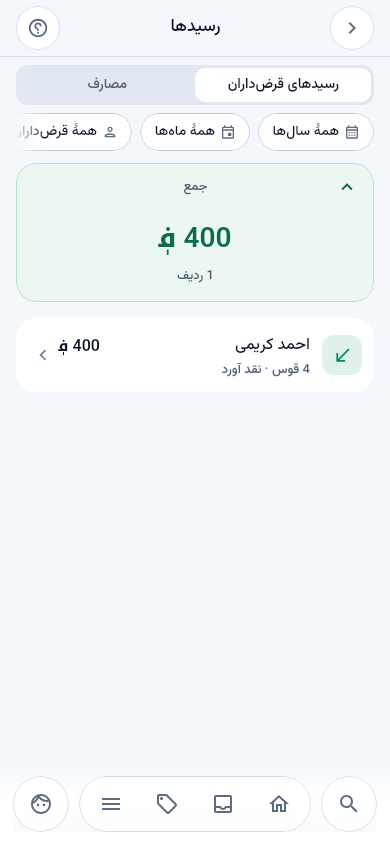 رسیدها
رسیدهای قرض‌داران
مصارف
همهٔ سال‌ها
همهٔ ماه‌ها
همهٔ قرض‌داران
جمع
400 ؋
1 ردیف
احمد کریمی
400 ؋
4 قوس · نقد آورد